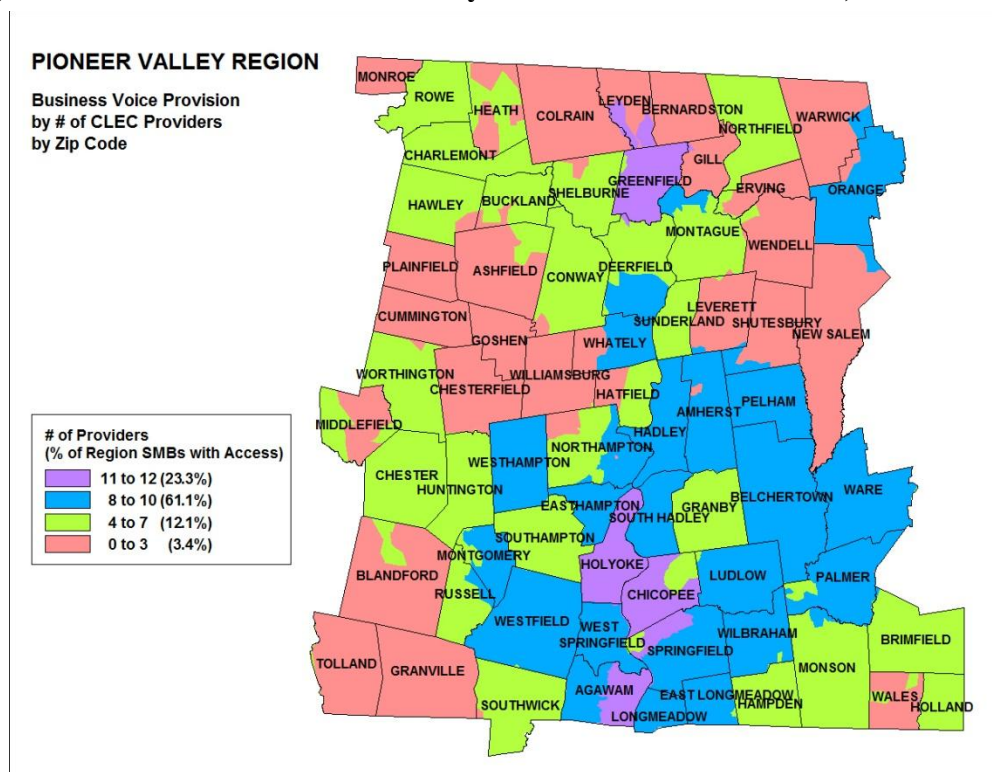 PIONEER VALLEY REGION
Business Voice Provision
by # of CLEC Providers
by Zip Code
MONROE
ROWE
HEATH
COLRAIN
LEYDEN
BERNARDSTON
NORTHFIELD
WARWICK
CHARLEMONT
SHELBURNE
GREENFIELD
GILL
ERVING
ORANGE
HAWLEY
BUCKLAND
MONTAGUE
WENDELL
PLAINFIELD
ASHFIELD
CONWAY
DEERFIELD
CUMMINGTON
GOSHEN
WHATELY
SUNDERLAND
LEVERETT
SHUTESBURY
NEW SALEM
WORTHINGTON
CHESTERFIELD
WILLIAMSBURG
HATFIELD
AMHERST
PELHAM
MIDDLEFIELD
HADLEY
NORTHAMPTON
WESTHAMPTON
CHESTER
HUNTINGTON
EASTHAMPTON
SOUTH HADLEY
GRANBY
BELCHERTOWN
WARE
# of Providers
(% of Region SMBs with Access)
11 to 12 (23.3%)
8 to 10 (61.1%)
4 to 7 (12.1%)
0 to 3 (3.4%)
SOUTHAMPTON
MONTGOMERY
HOLYOKE
BLANDFORD
RUSSELL
CHICOPEE
LUDLOW
PALMER
WESTFIELD
WEST
SPRINGFIELD
SPRINGFIELD
WILBRAHAM
BRIMFIELD
TOLLAND
GRANVILLE
MONSON
SOUTHWICK
AGAWAM
LONGMEADOW
EAST LONGMEADOW
HAMPDEN
WALES
HOLLAND